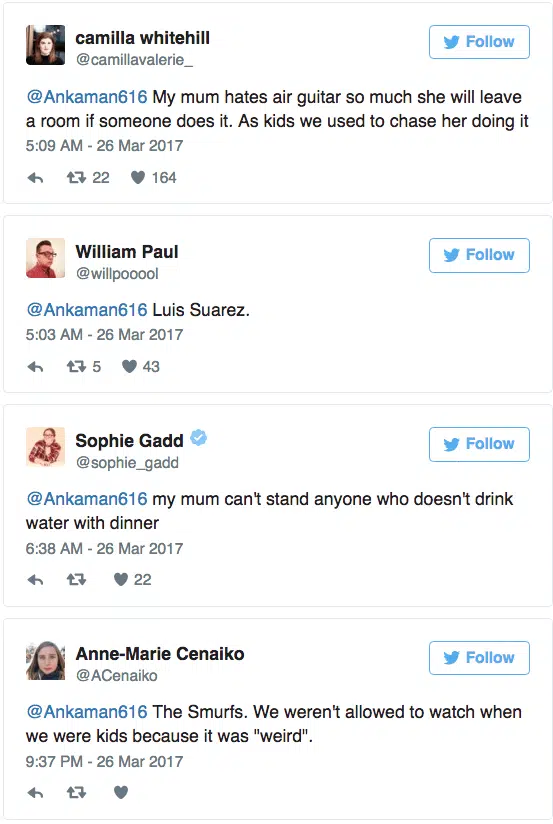 camilla whitehill
Follow
@camillavalerie_
@Ankaman616 My mum hates air guitar so much she will leave
a room if someone does it. As kids we used to chase her doing it
5:09 AM - 26 Mar 2017
22 164
William Paul
Follow
@willpooool
@Ankaman616 Luis Suarez.
5:03 AM - 26 Mar 2017
5 43
Sophie Gadd
Follow
@sophie_gadd
@Ankaman616 my mum can't stand anyone who doesn't drink
water with dinner
6:38 AM - 26 Mar 2017
22
Anne-Marie Cenaiko
Follow
@ACenaiko
@Ankaman616 The Smurfs. We weren't allowed to watch when
we were kids because it was "weird".
9:37 PM - 26 Mar 2017